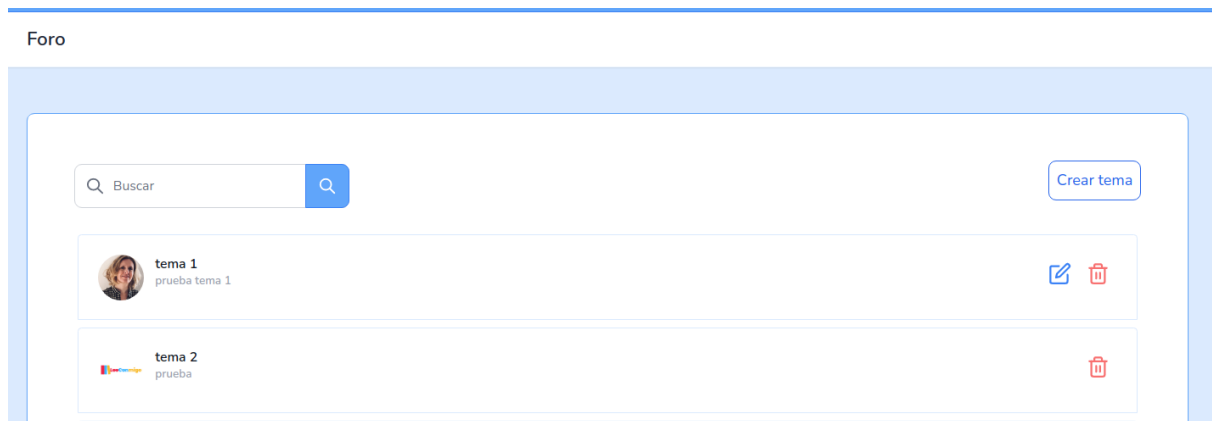 Foro
Buscar
Crear tema
tema 1
prueba tema 1
tema 2
prueba